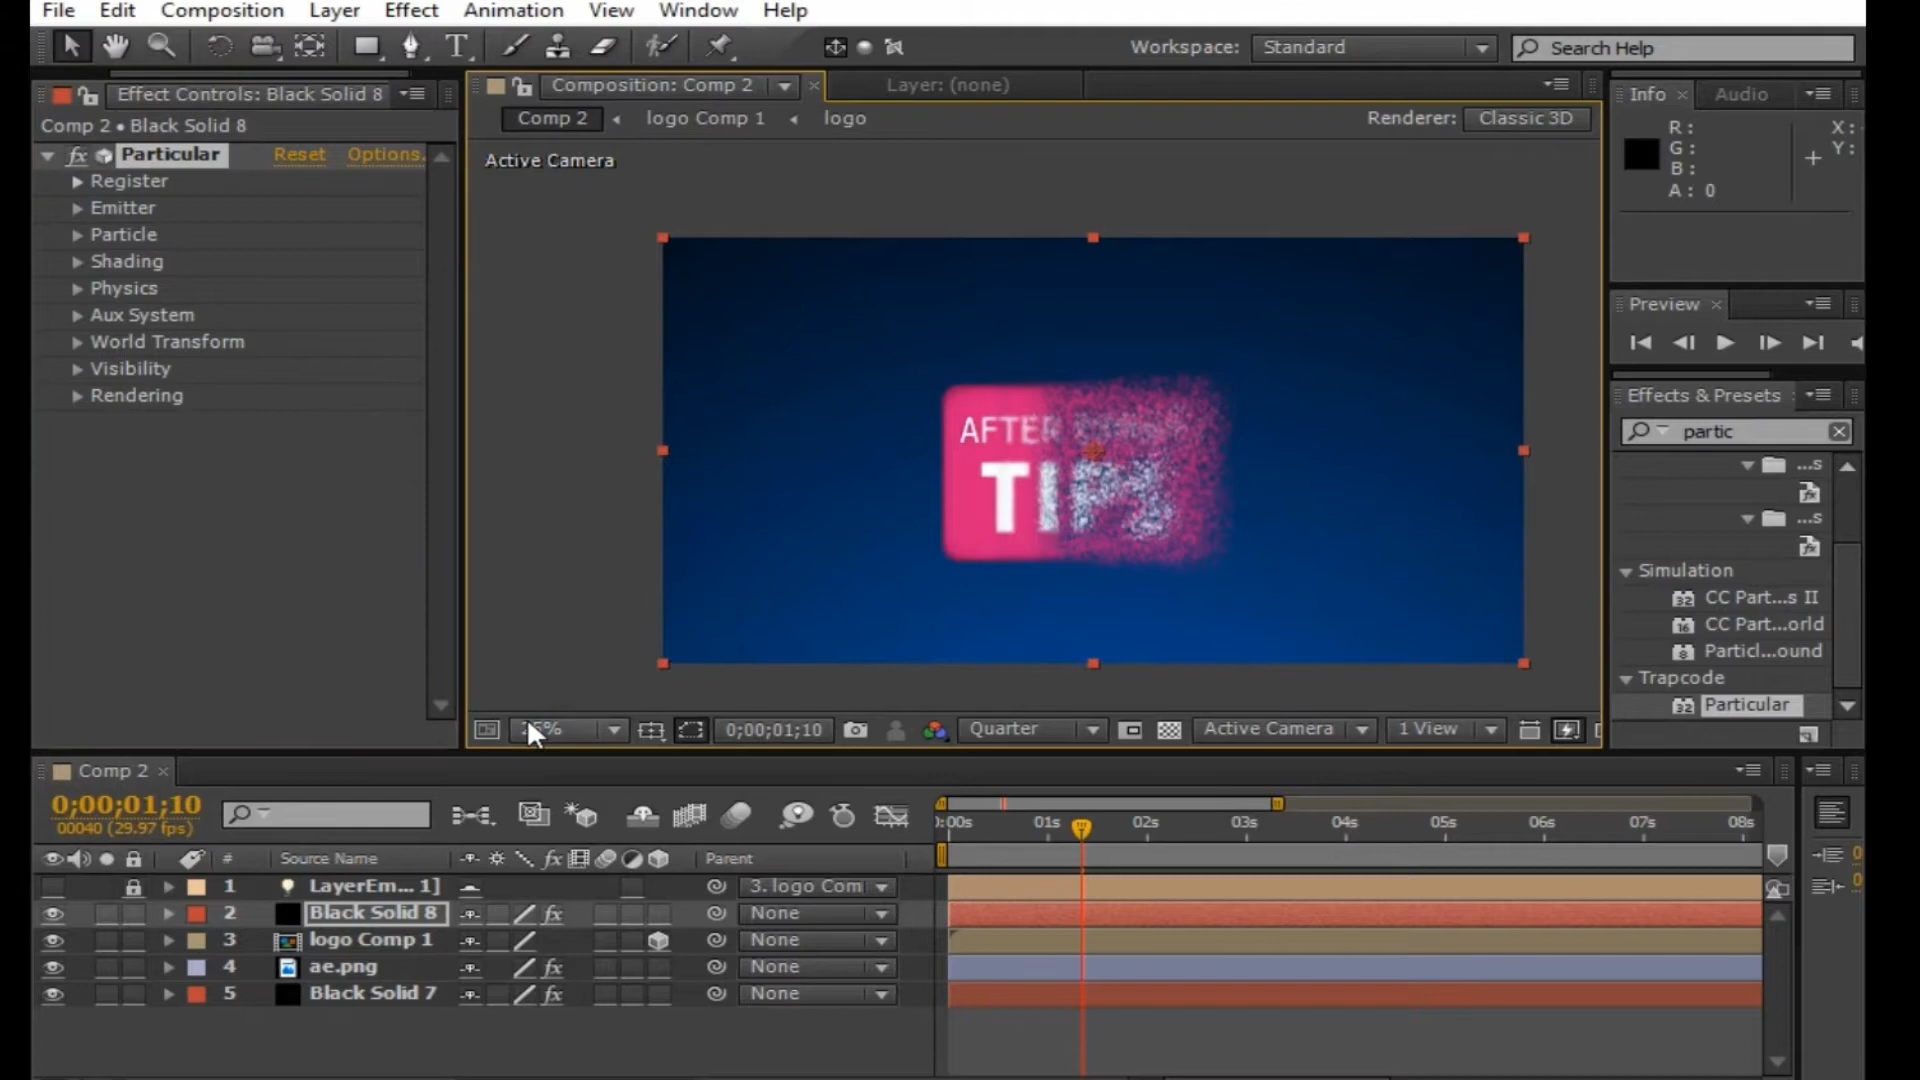 File Edit Composition Layer Effect Animation View Window Help
Workspace: Standard Search Help
Effect Controls: Black Solid 8
Composition: Comp 2
Layer: (none)
Info Audio
Comp 2 • Black Solid 8
Comp 2 logo Comp 1 logo
Renderer: Classic 3D
R:
G:
B:
A: 0
X:
Y:
fx Particular Reset Options.
Register
Emitter
Particle
Shading
Physics
Aux System
World Transform
Visibility
Rendering
Active Camera
AFTER
TIPS
Preview
Effects & Presets
partic
...s
...s
Simulation
CC Part...s II
CC Part...orld
Particl...ound
Trapcode
Particular
0;00;01;10 Quarter Active Camera 1 View
Comp 2
0;00;01;10
00040 (29.97 fps)
:00s 01s 02s 03s 04s 05s 06s 07s 08s
# Source Name fx Parent
1 LayerEm... 1] 3. logo Com
2 Black Solid 8 fx None
3 logo Comp 1 None
4 ae.png fx None
5 Black Solid 7 fx None